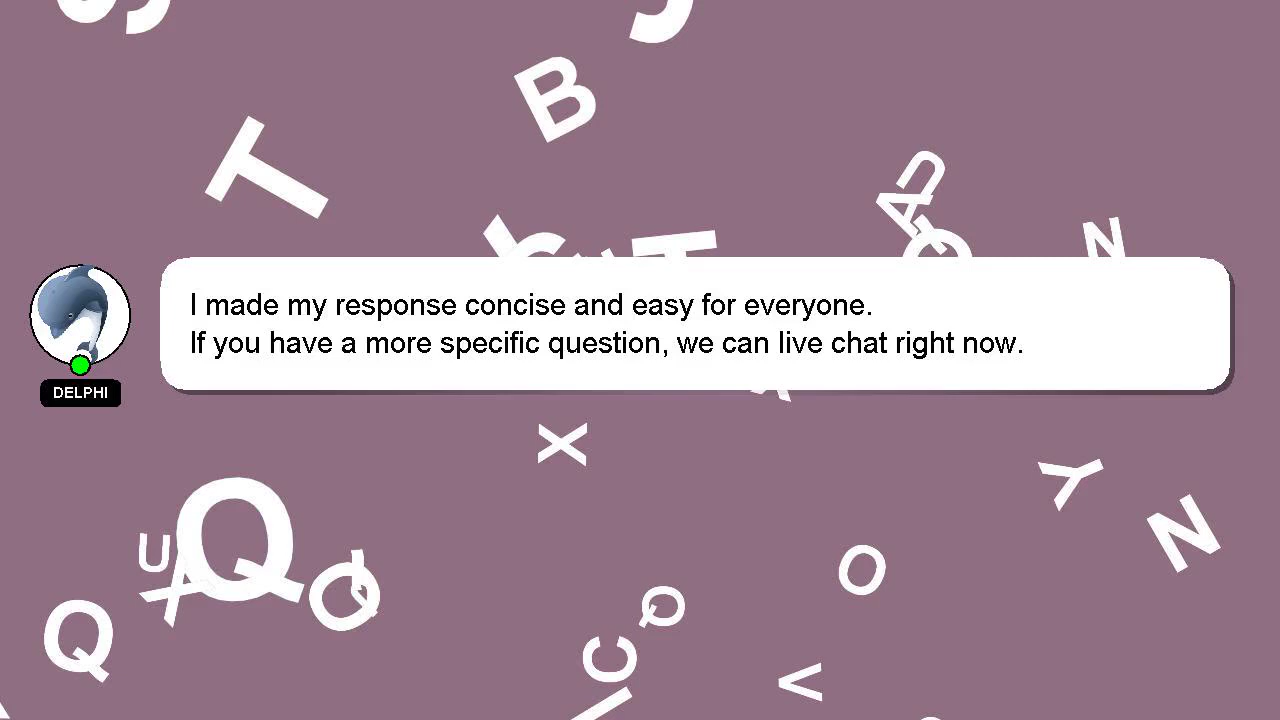 I made my response concise and easy for everyone.
If you have a more specific question, we can live chat right now.
DELPHI
S
J
B
T
U
A
Q
N
T
X
Y
N
Q
U
Q
O
Q
C
Q
V